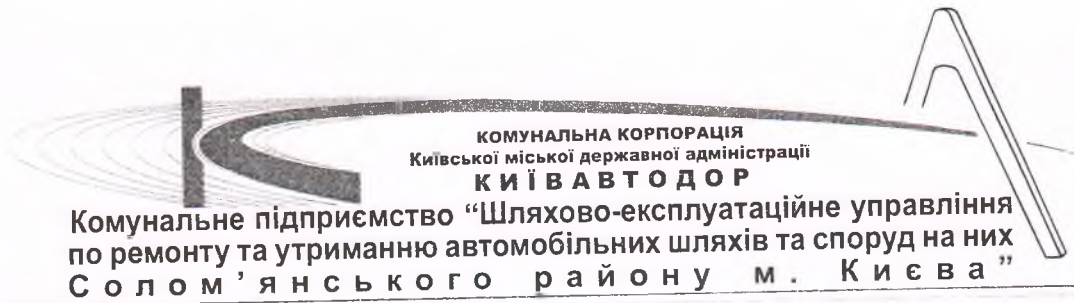 КОМУНАЛЬНА КОРПОРАЦІЯ
Київської міської державної адміністрації
КИЇВАВТОДОР
Комунальне підприємство “Шляхово-експлуатаційне управління
по ремонту та утриманню автомобільних шляхів та споруд на них
Солом’янського району м. Києва”